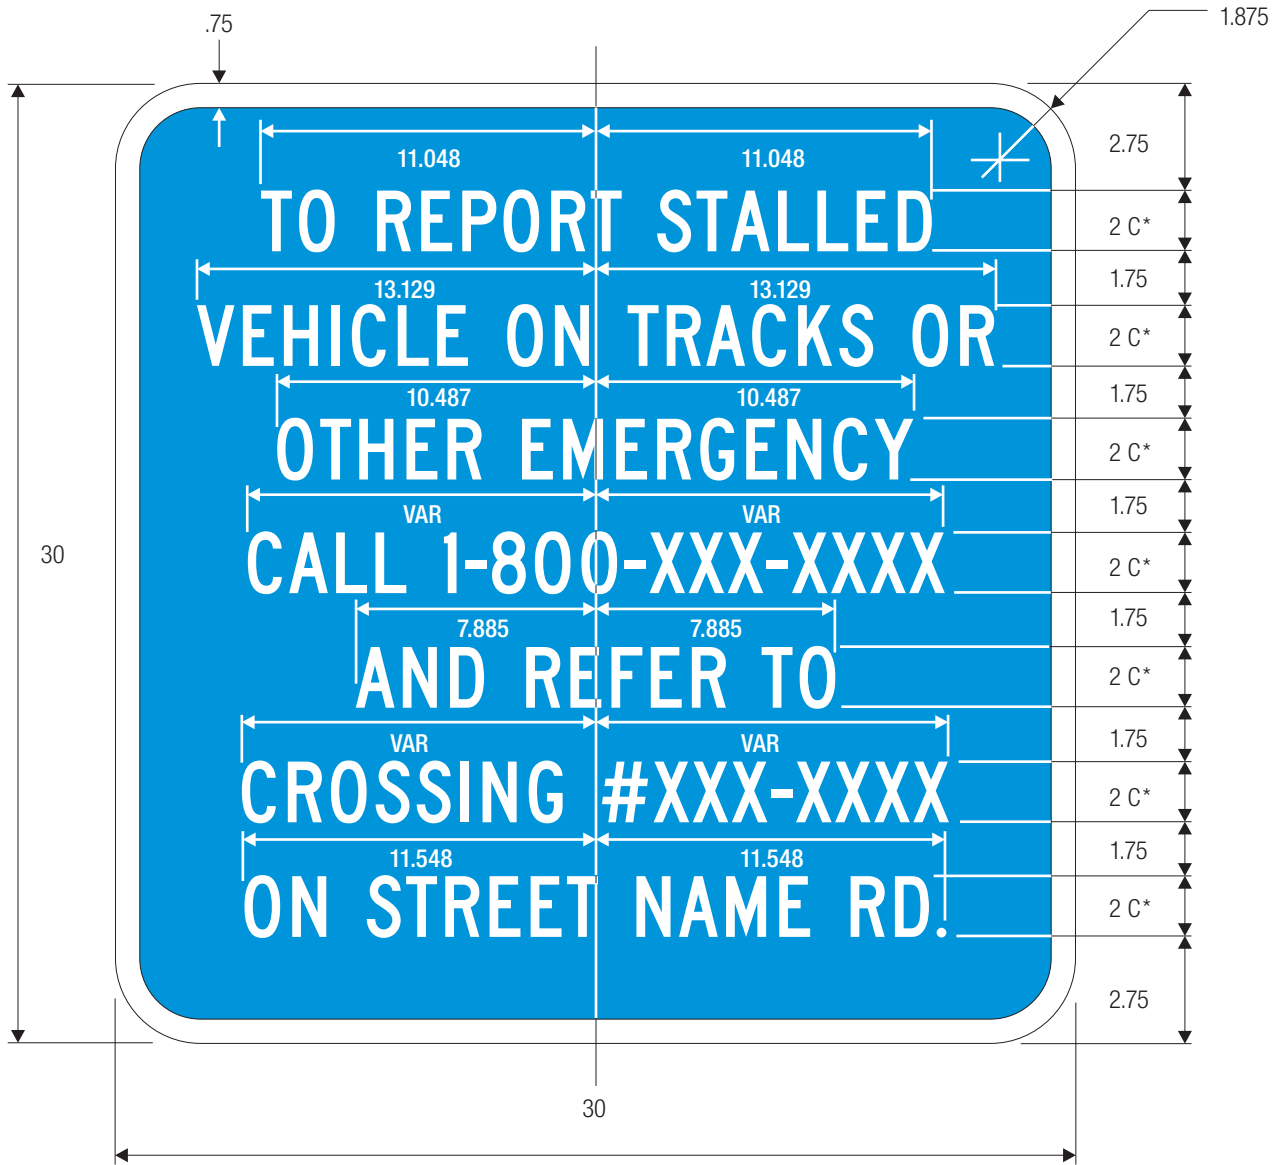 .75
1.875
11.048 11.048
2.75
TO REPORT STALLED
2 C*
13.129 13.129
1.75
VEHICLE ON TRACKS OR
2 C*
10.487 10.487
1.75
OTHER EMERGENCY
2 C*
VAR VAR
1.75
CALL 1-800-XXX-XXXX
2 C*
30
7.885 7.885
1.75
AND REFER TO
2 C*
VAR VAR
1.75
CROSSING #XXX-XXXX
2 C*
11.548 11.548
1.75
ON STREET NAME RD.
2 C*
2.75
30